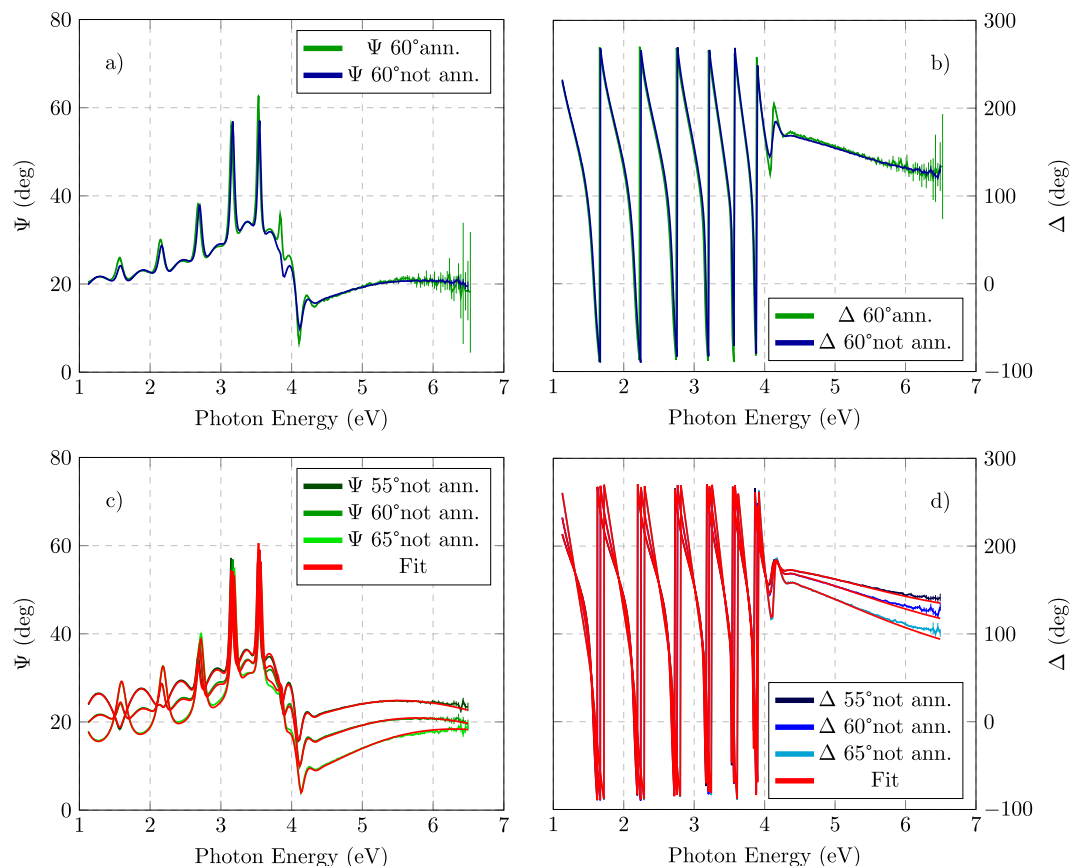 80
60
40
20
0
Ψ (deg)
a)
Ψ 60°ann.
Ψ 60°not ann.
1 2 3 4 5 6 7
Photon Energy (eV)
b)
300
200
100
0
−100
Δ (deg)
Δ 60°ann.
Δ 60°not ann.
1 2 3 4 5 6 7
Photon Energy (eV)
80
60
40
20
0
Ψ (deg)
c)
Ψ 55°not ann.
Ψ 60°not ann.
Ψ 65°not ann.
Fit
1 2 3 4 5 6 7
Photon Energy (eV)
d)
300
200
100
0
−100
Δ (deg)
Δ 55°not ann.
Δ 60°not ann.
Δ 65°not ann.
Fit
1 2 3 4 5 6 7
Photon Energy (eV)